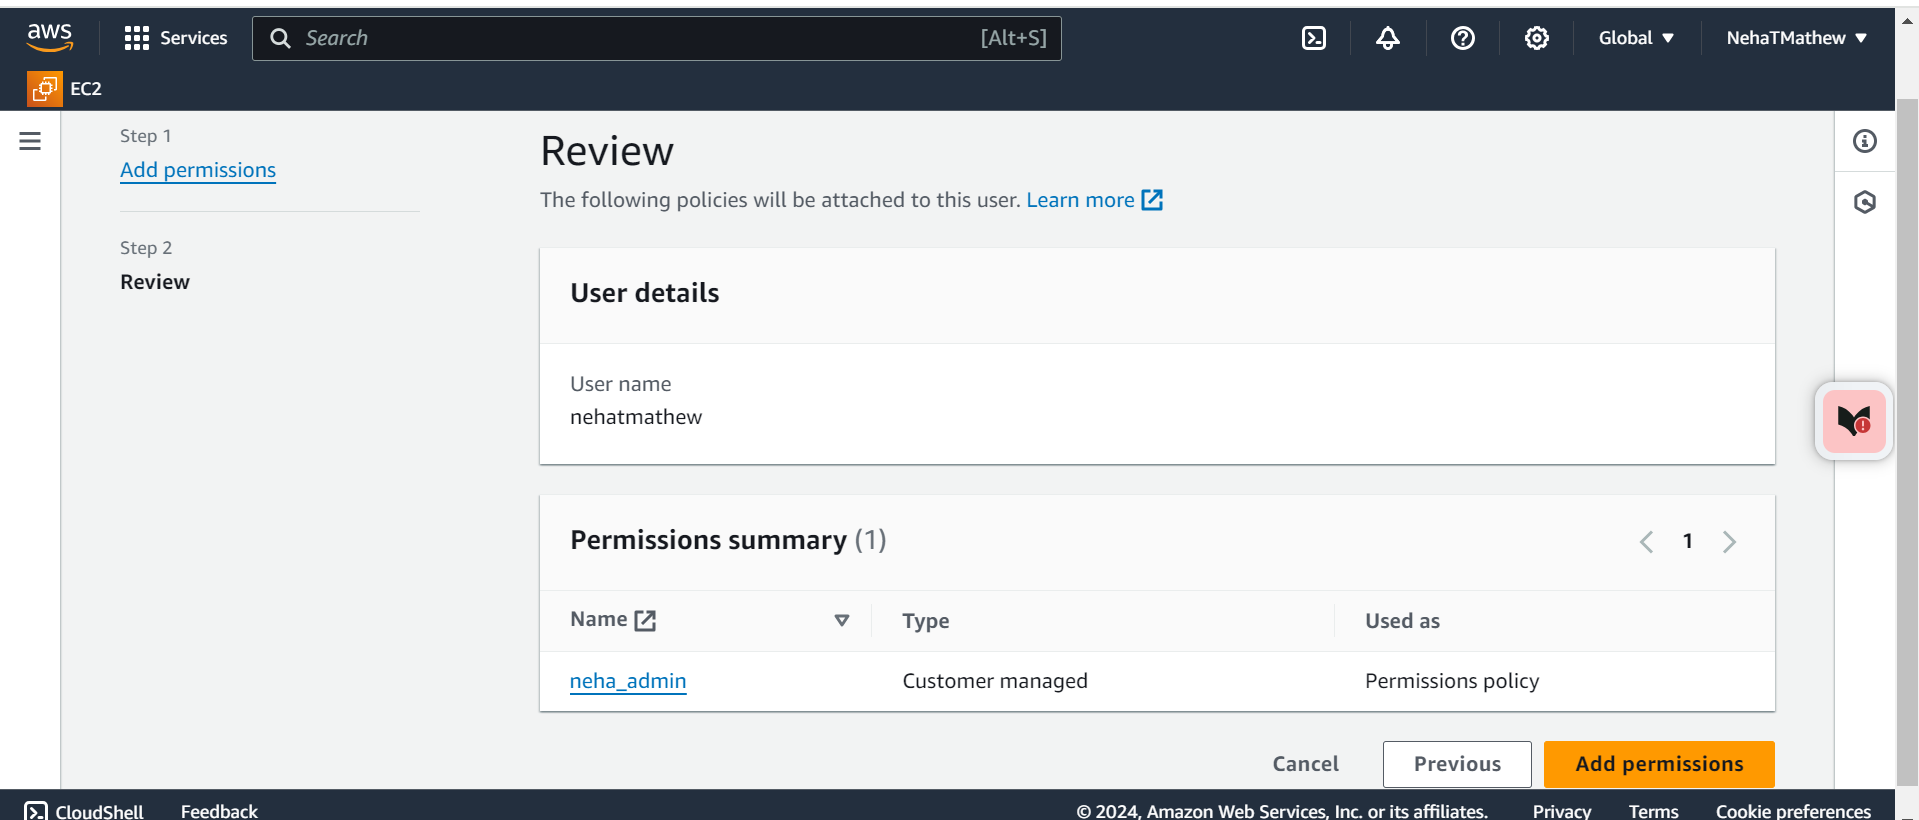 aws
Services
Search [Alt+S]
Global
NehaTMathew
EC2
Step 1
Add permissions
Step 2
Review
Review
The following policies will be attached to this user. Learn more
User details
User name
nehatmathew
Permissions summary (1)
1
Name Type Used as
neha_admin Customer managed Permissions policy
Cancel Previous Add permissions
CloudShell Feedback © 2024, Amazon Web Services, Inc. or its affiliates. Privacy Terms Cookie preferences